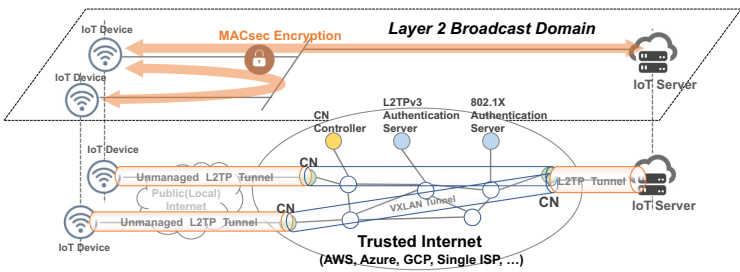 IoT Device
MACsec Encryption
Layer 2 Broadcast Domain
IoT Device
IoT Server
CN
Controller
L2TPv3
Authentication
Server
802.1X
Authentication
Server
IoT Device
CN
Unmanaged L2TP Tunnel
L2TP Tunnel
Public(Local)
Internet
VXLAN Tunnel
CN
CN
IoT Server
Unmanaged L2TP Tunnel
IoT Device
Trusted Internet
(AWS, Azure, GCP, Single ISP, ...)